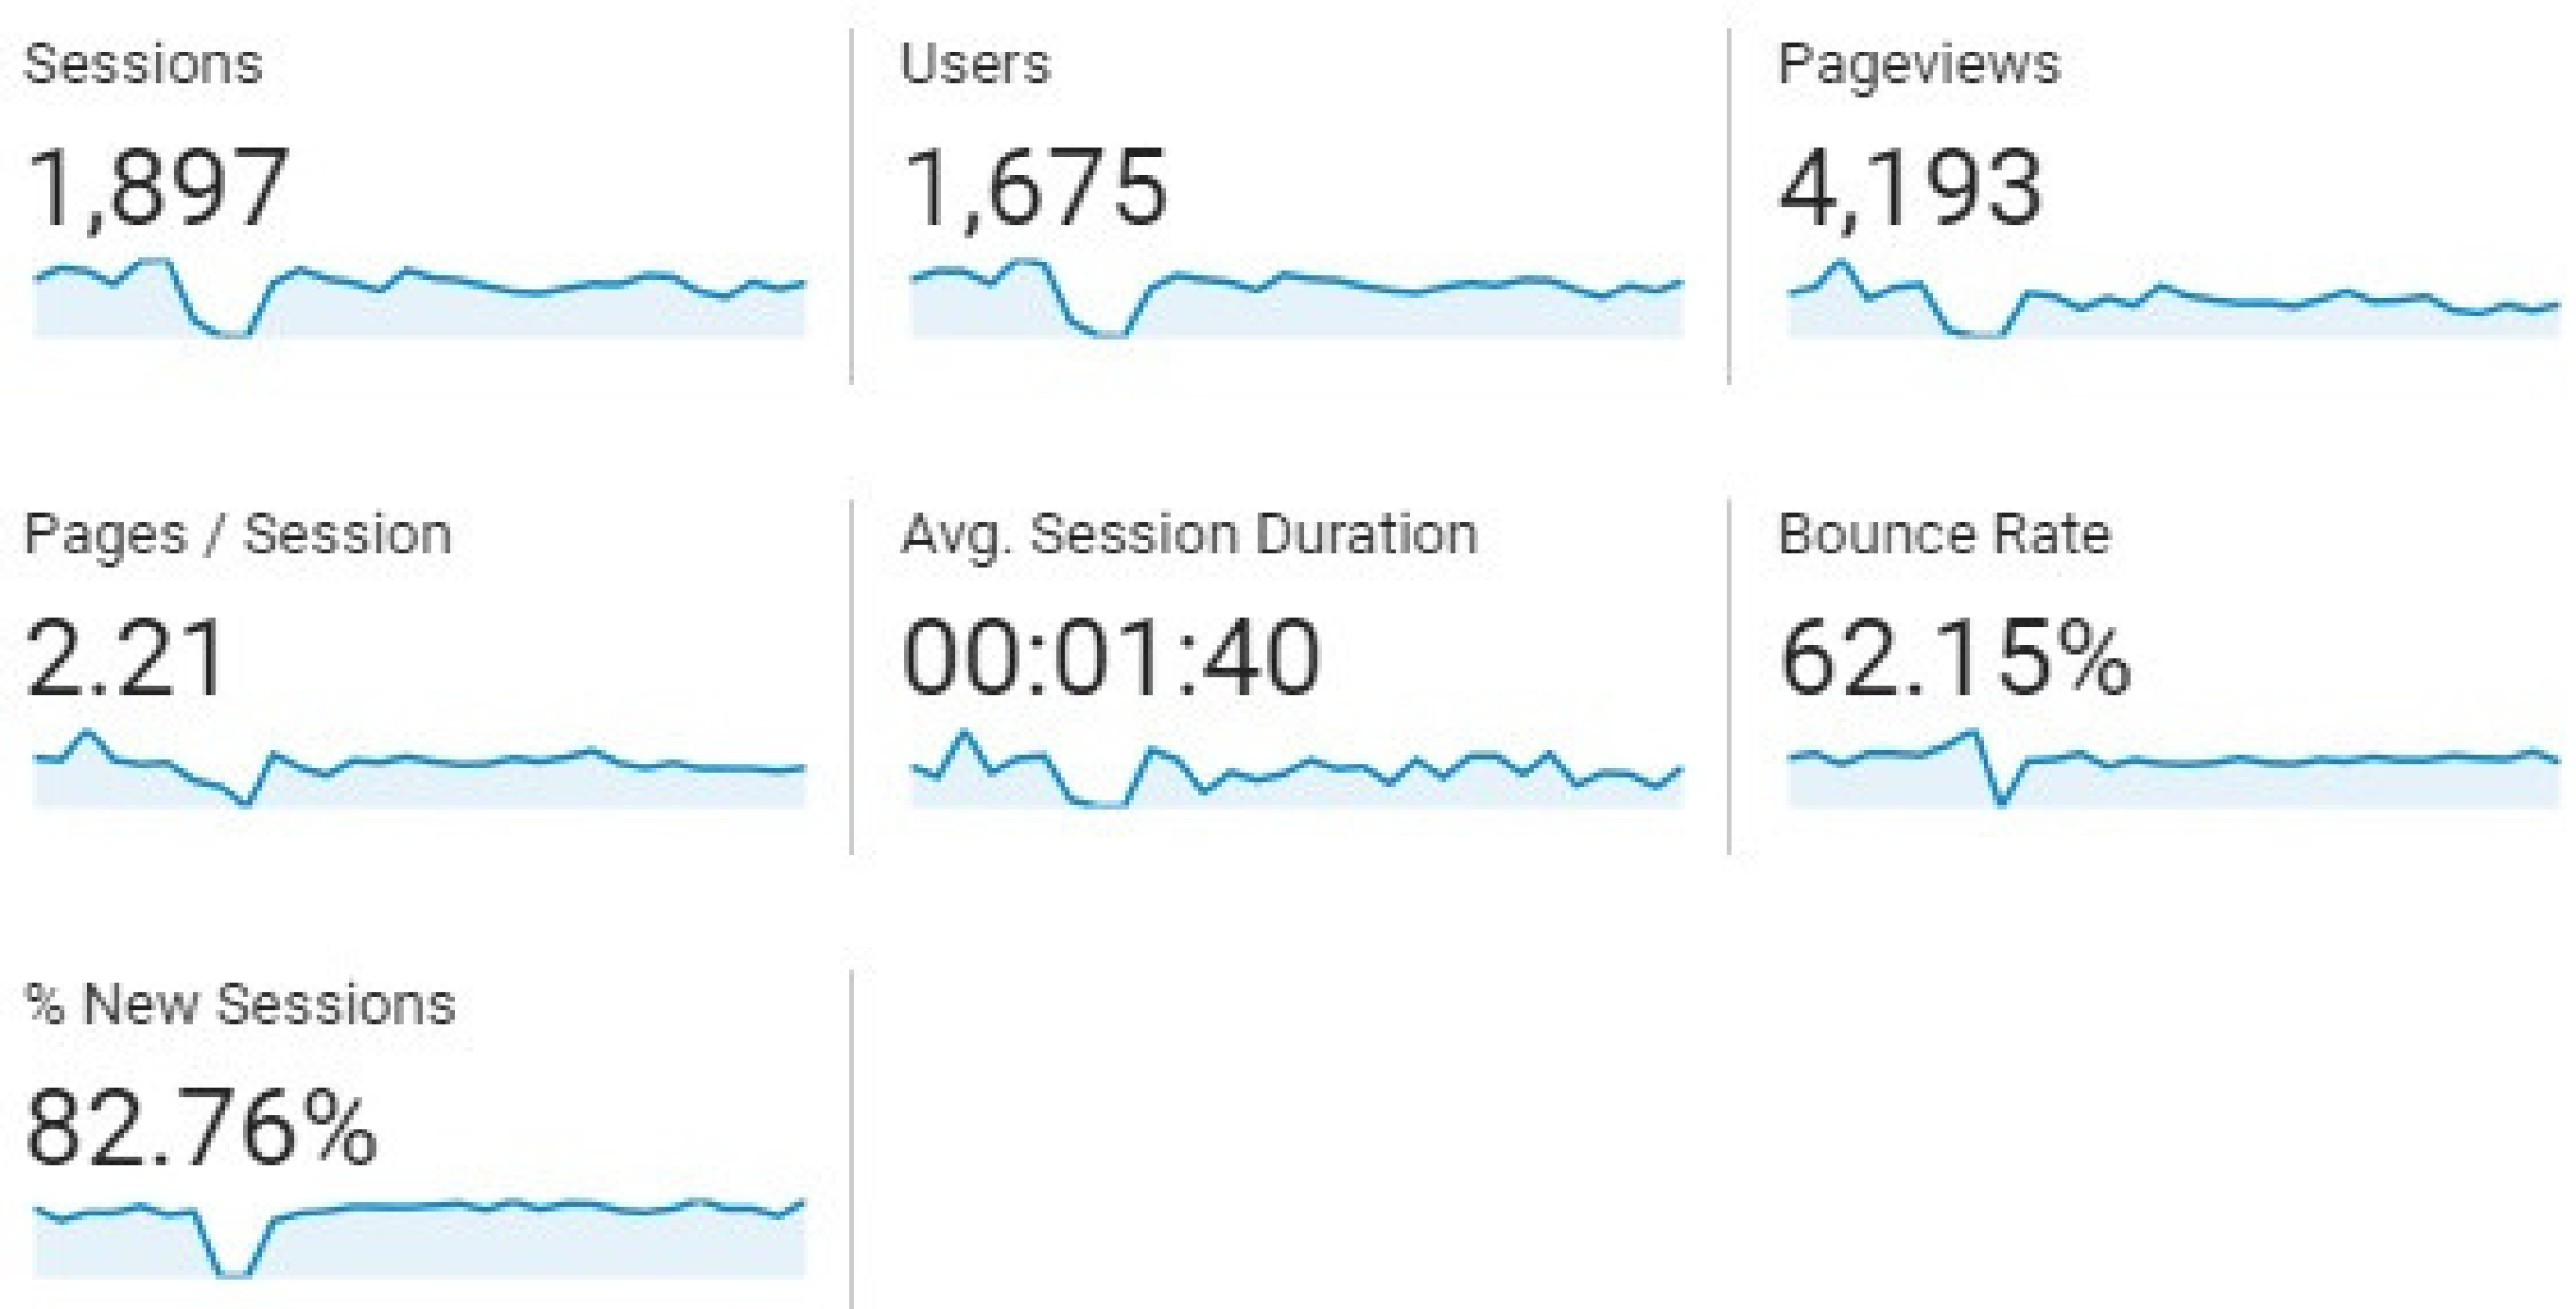 Sessions
1,897
Users
1,675
Pageviews
4,193
Pages / Session
2.21
Avg. Session Duration
00:01:40
Bounce Rate
62.15%
% New Sessions
82.76%